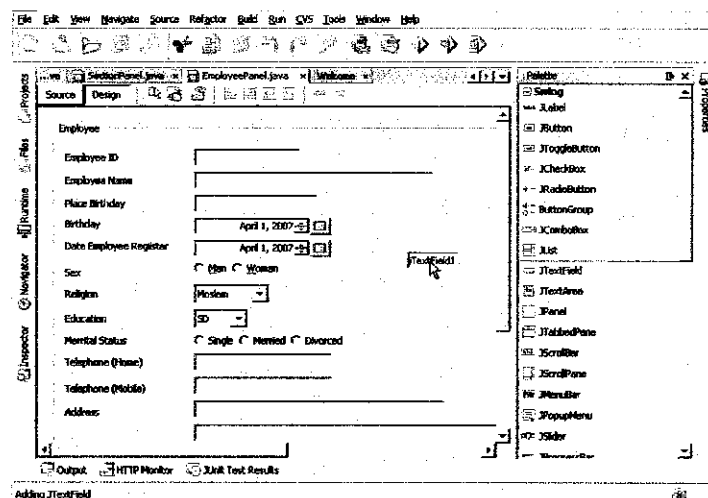 File Edit View Navigate Source Refactor Build Run CVS Tools Window Help
...va SectionPanel.java × EmployeePanel.java × Welcome × Palette
Source Design
Swing
JLabel
JButton
JToggleButton
JCheckBox
JRadioButton
ButtonGroup
JComboBox
JList
JTextField
JTextArea
JPanel
JTabbedPane
JScrollBar
JScrollPane
JMenuBar
JPopupMenu
JSlider
JProgressBar
Projects
Files
Runtime
Navigator
Inspector
Properties
Employee
Employee ID
Employee Name
Place Birthday
Birthday April 1, 2007
Date Employee Register April 1, 2007
jTextField1
Sex Man Woman
Religion Moslem
Education SD
Merrital Status Single Merried Divorced
Telephone (Home)
Telephone (Mobile)
Address
Output HTTP Monitor JUnit Test Results
Adding JTextField